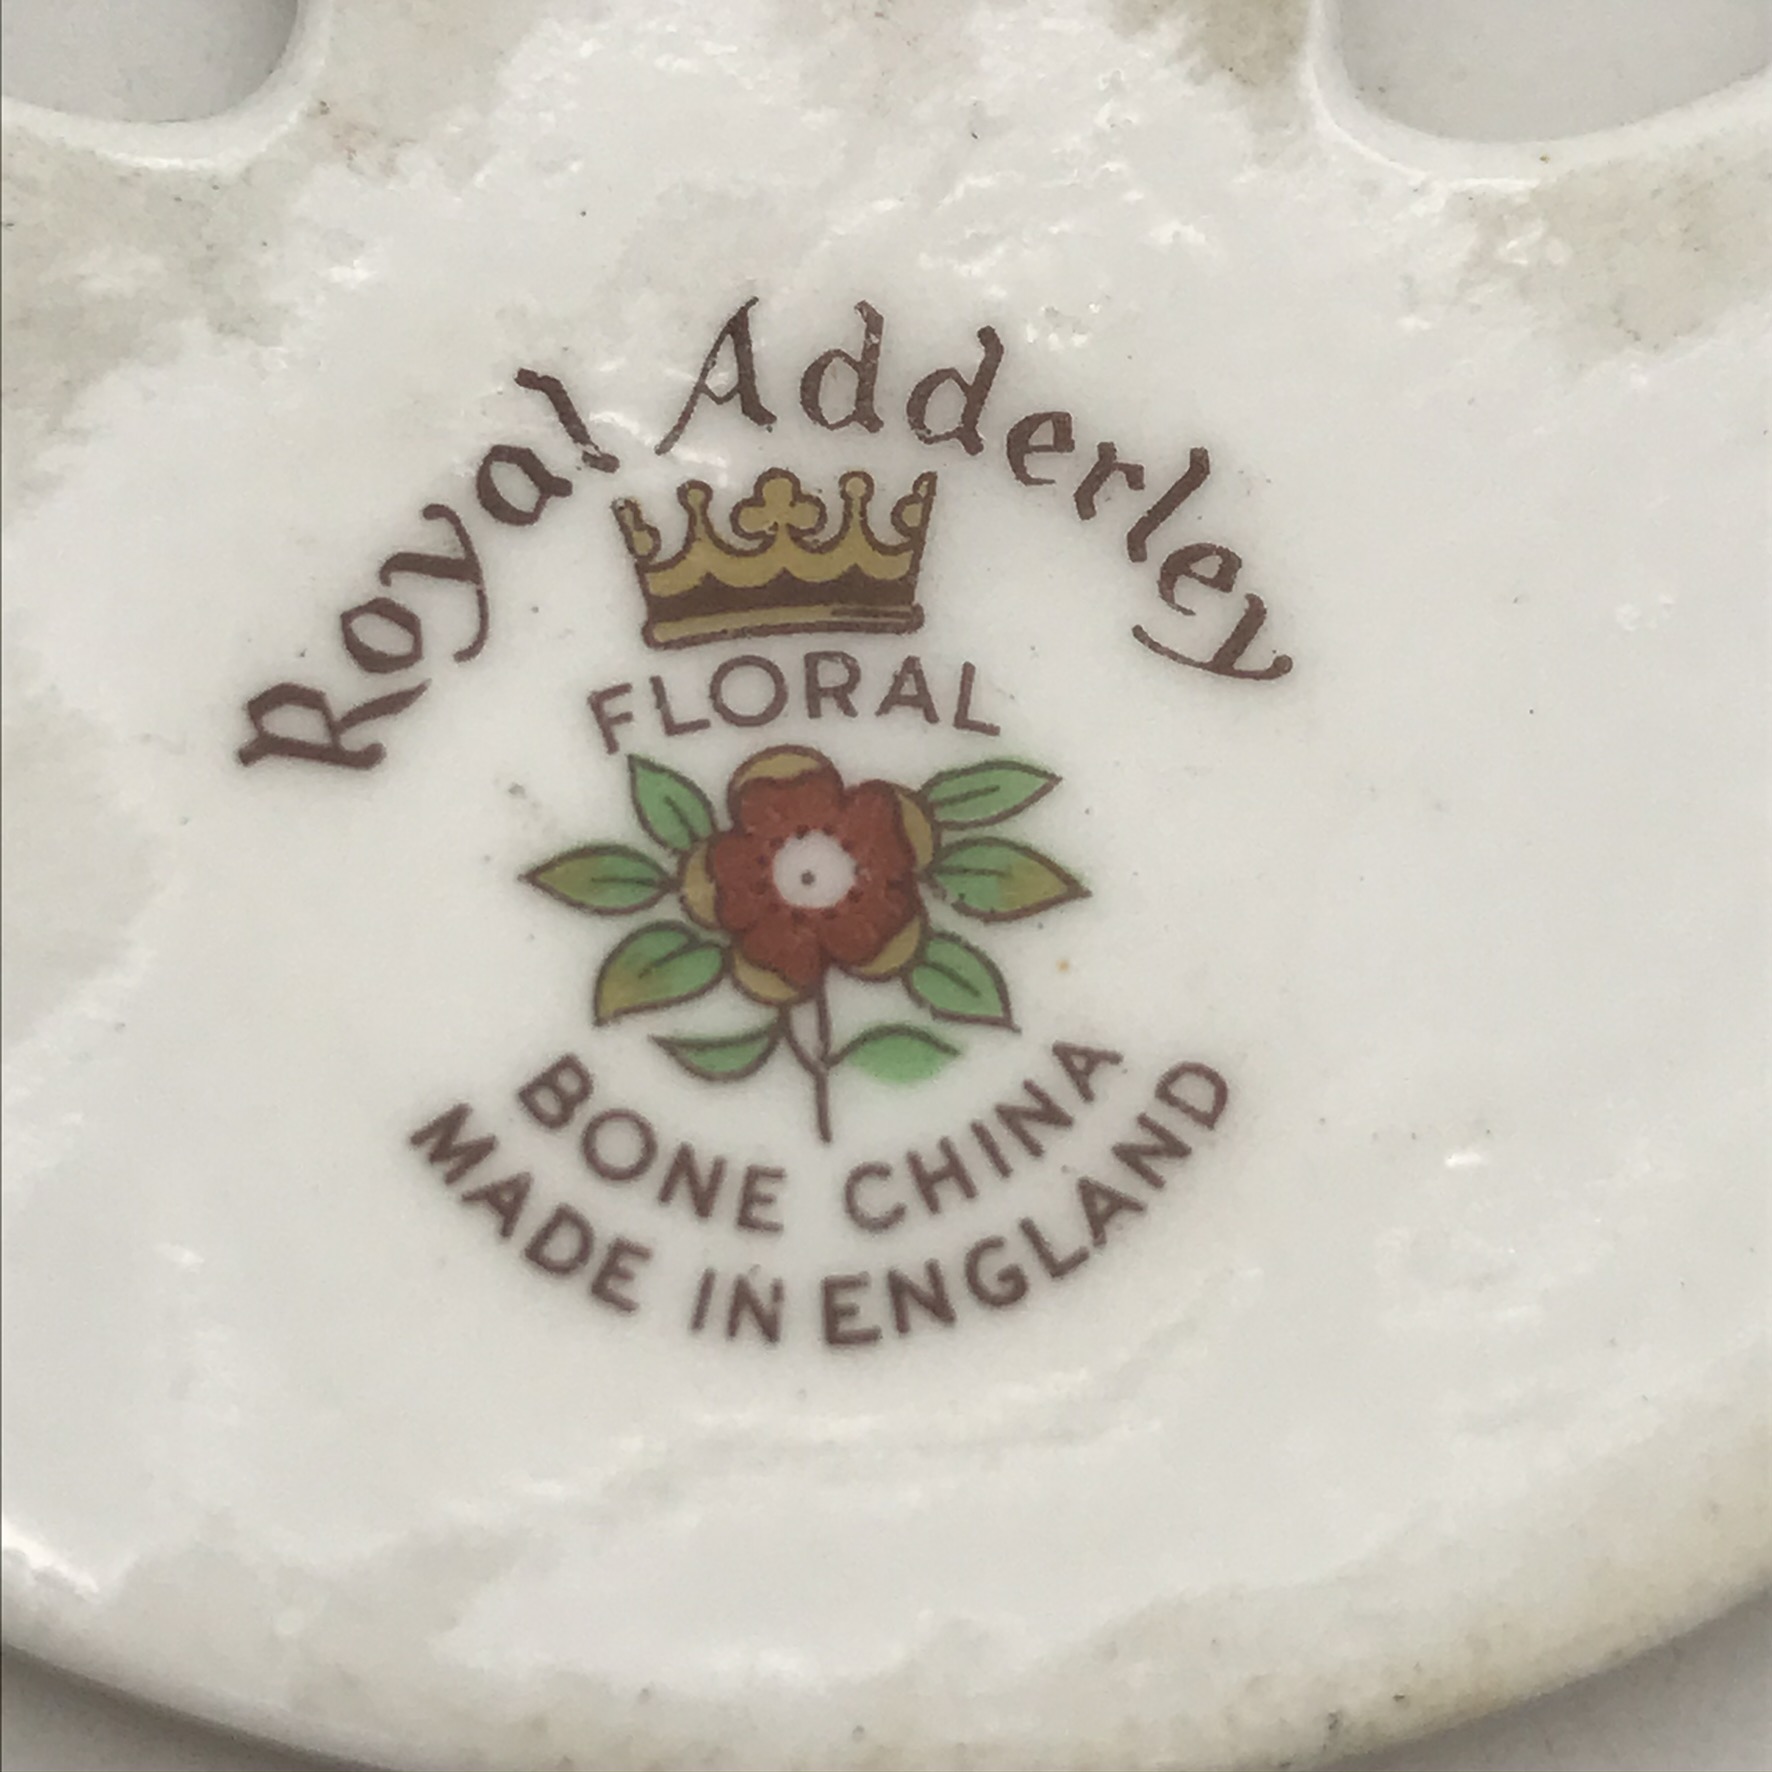 Royal Adderley
FLORAL
BONE CHINA
MADE IN ENGLAND